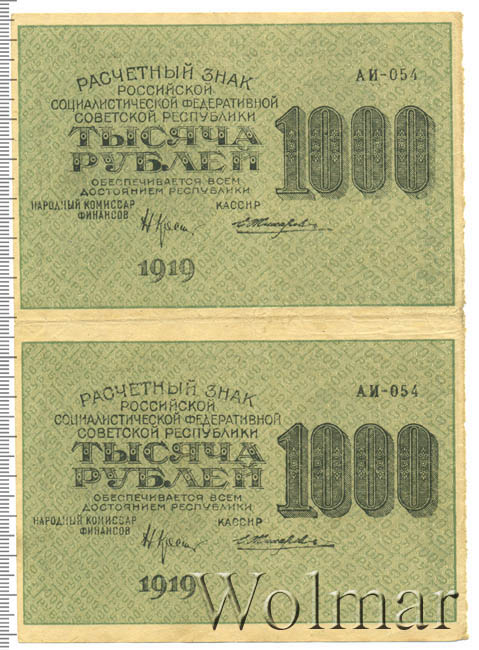 РАСЧЕТНЫЙ ЗНАК
РОССИЙСКОЙ
СОЦИАЛИСТИЧЕСКОЙ ФЕДЕРАТИВНОЙ
СОВЕТСКОЙ РЕСПУБЛИКИ
ТЫСЯЧА
РУБЛЕЙ
ОБЕСПЕЧИВАЕТСЯ ВСЕМ
ДОСТОЯНИЕМ РЕСПУБЛИКИ
НАРОДНЫЙ КОМИССАР
ФИНАНСОВ
КАССИР
1919
АИ-054
1000
РАСЧЕТНЫЙ ЗНАК
РОССИЙСКОЙ
СОЦИАЛИСТИЧЕСКОЙ ФЕДЕРАТИВНОЙ
СОВЕТСКОЙ РЕСПУБЛИКИ
ТЫСЯЧА
РУБЛЕЙ
ОБЕСПЕЧИВАЕТСЯ ВСЕМ
ДОСТОЯНИЕМ РЕСПУБЛИКИ
НАРОДНЫЙ КОМИССАР
ФИНАНСОВ
КАССИР
1919
АИ-054
1000
Wolmar